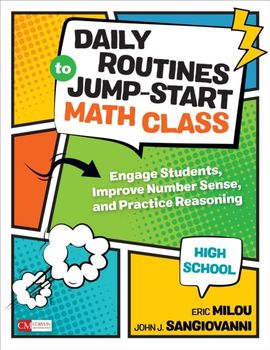 DAILY
to ROUTINES
JUMP-START
MATH CLASS
Engage Students,
Improve Number Sense,
and Practice Reasoning
HIGH
SCHOOL
ERIC MILOU
JOHN J. SANGIOVANNI
CORWIN